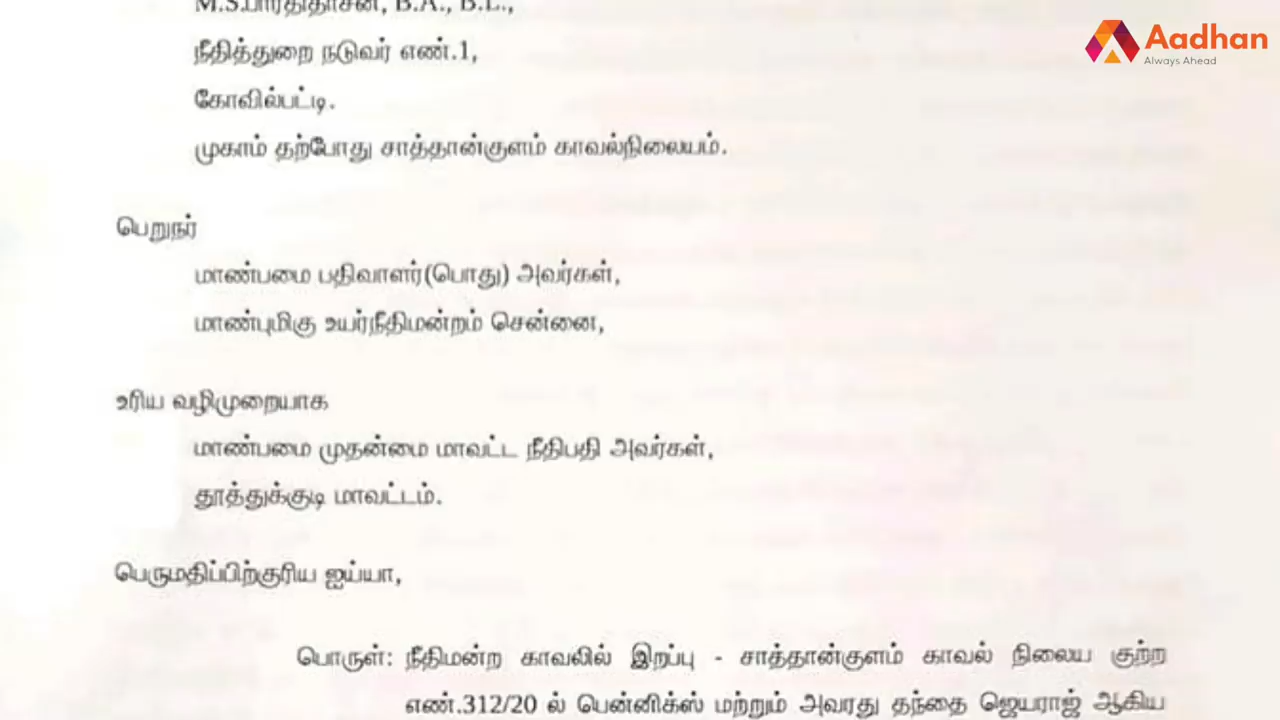 M.S.பாரதிதாசன், B.A., B.L.,
நீதித்துறை நடுவர் எண்.1,
கோவில்பட்டி.
முகாம் தற்போது சாத்தான்குளம் காவல்நிலையம்.
பெறுநர்
மாண்பமை பதிவாளர்(பொது) அவர்கள்,
மாண்புமிகு உயர்நீதிமன்றம் சென்னை,
உரிய வழிமுறையாக
மாண்பமை முதன்மை மாவட்ட நீதிபதி அவர்கள்,
தூத்துக்குடி மாவட்டம்.
பெருமதிப்பிற்குரிய ஐய்யா,
பொருள்: நீதிமன்ற காவலில் இறப்பு - சாத்தான்குளம் காவல் நிலைய குற்ற
எண்.312/20 ல் பென்னிக்ஸ் மற்றும் அவரது தந்தை ஜெயராஜ் ஆகிய
Aadhan
Always Ahead